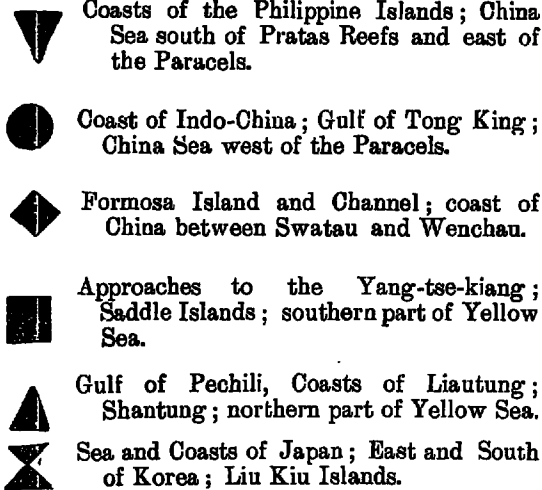 Coasts of the Philippine Islands; China
Sea south of Pratas Reefs and east of
the Paracels.
Coast of Indo-China; Gulf of Tong King;
China Sea west of the Paracels.
Formosa Island and Channel; coast of
China between Swatau and Wenchau.
Approaches to the Yang-tse-kiang;
Saddle Islands; southern part of Yellow
Sea.
Gulf of Pechili, Coasts of Liautung;
Shantung; northern part of Yellow Sea.
Sea and Coasts of Japan; East and South
of Korea; Liu Kiu Islands.